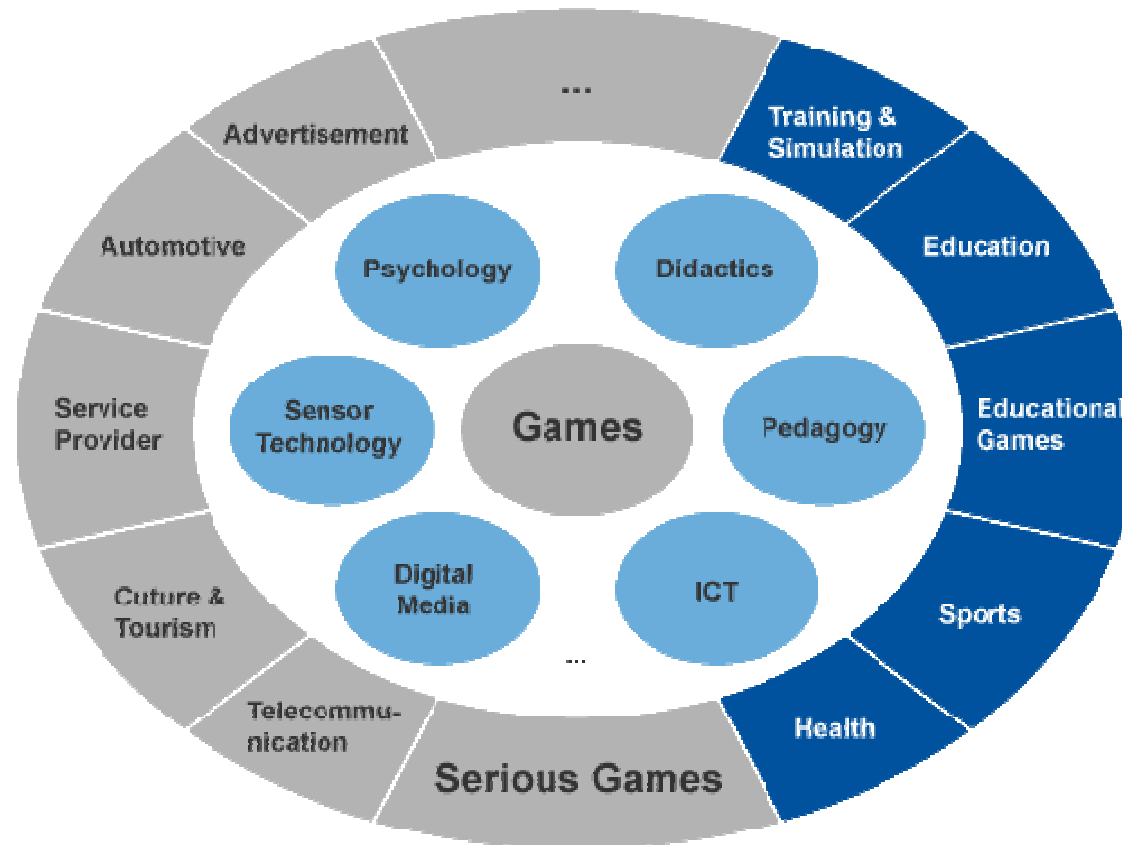 ...
Training &
Simulation
Advertisement
Automotive
Education
Psychology
Didactics
Service
Provider
Sensor
Technology
Games
Pedagogy
Educational
Games
Cuture &
Tourism
Digital
Media
ICT
Sports
...
Telecommu-
nication
Health
Serious Games